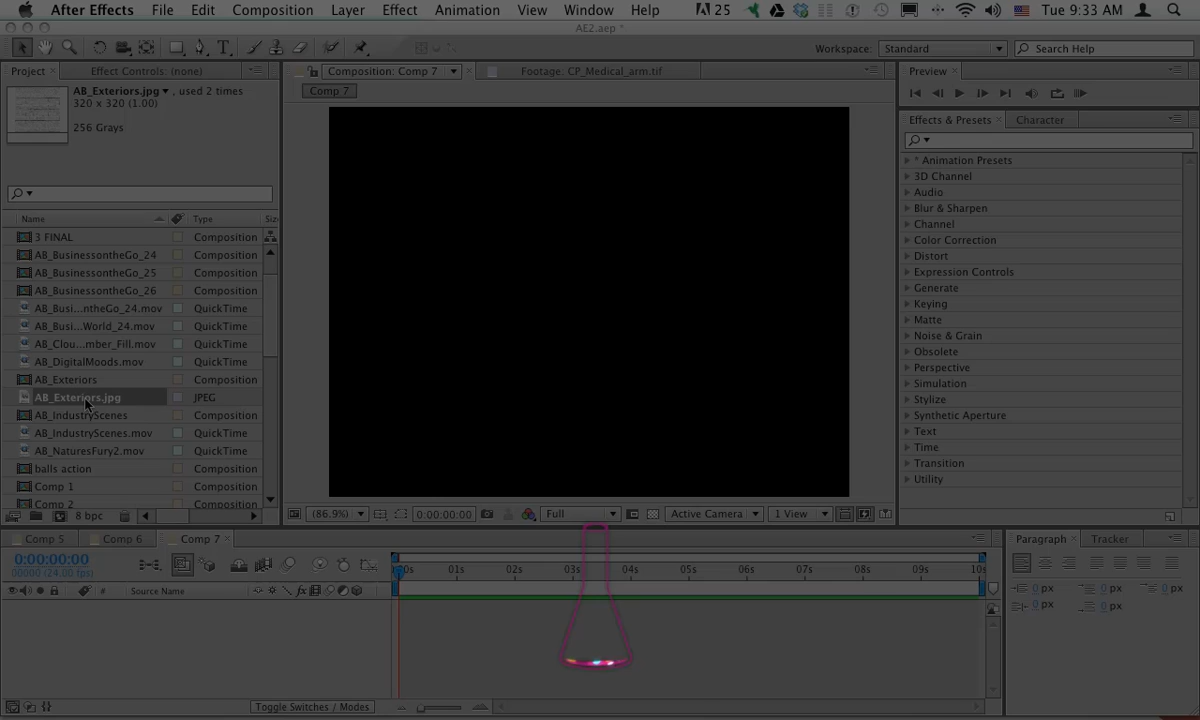 After Effects File Edit Composition Layer Effect Animation View Window Help 25 Tue 9:33 AM
AE2.aep *
Workspace: Standard Search Help
Project Effect Controls: (none) Composition: Comp 7 Footage: CP_Medical_arm.tif Preview
AB_Exteriors.jpg , used 2 times
320 x 320 (1.00)
256 Grays
Comp 7
Effects & Presets Character
* Animation Presets
3D Channel
Audio
Blur & Sharpen
Channel
Color Correction
Distort
Expression Controls
Generate
Keying
Matte
Noise & Grain
Obsolete
Perspective
Simulation
Stylize
Synthetic Aperture
Text
Time
Transition
Utility
Name Type Size
3 FINAL Composition
AB_BusinessontheGo_24 Composition
AB_BusinessontheGo_25 Composition
AB_BusinessontheGo_26 Composition
AB_Busi...ntheGo_24.mov QuickTime
AB_Busi...World_24.mov QuickTime
AB_Clou...mber_Fill.mov QuickTime
AB_DigitalMoods.mov QuickTime
AB_Exteriors Composition
AB_Exteriors.jpg JPEG
AB_IndustryScenes Composition
AB_IndustryScenes.mov QuickTime
AB_NaturesFury2.mov QuickTime
balls action Composition
Comp 1 Composition
Comp 2 Composition
8 bpc (86.9%) 0:00:00:00 Full Active Camera 1 View
Comp 5 Comp 6 Comp 7 Paragraph Tracker
0:00:00:00
00000 (24.00 fps)
00s 01s 02s 03s 04s 05s 06s 07s 08s 09s 10s
# Source Name
0 px 0 px 0 px
0 px 0 px
Toggle Switches / Modes